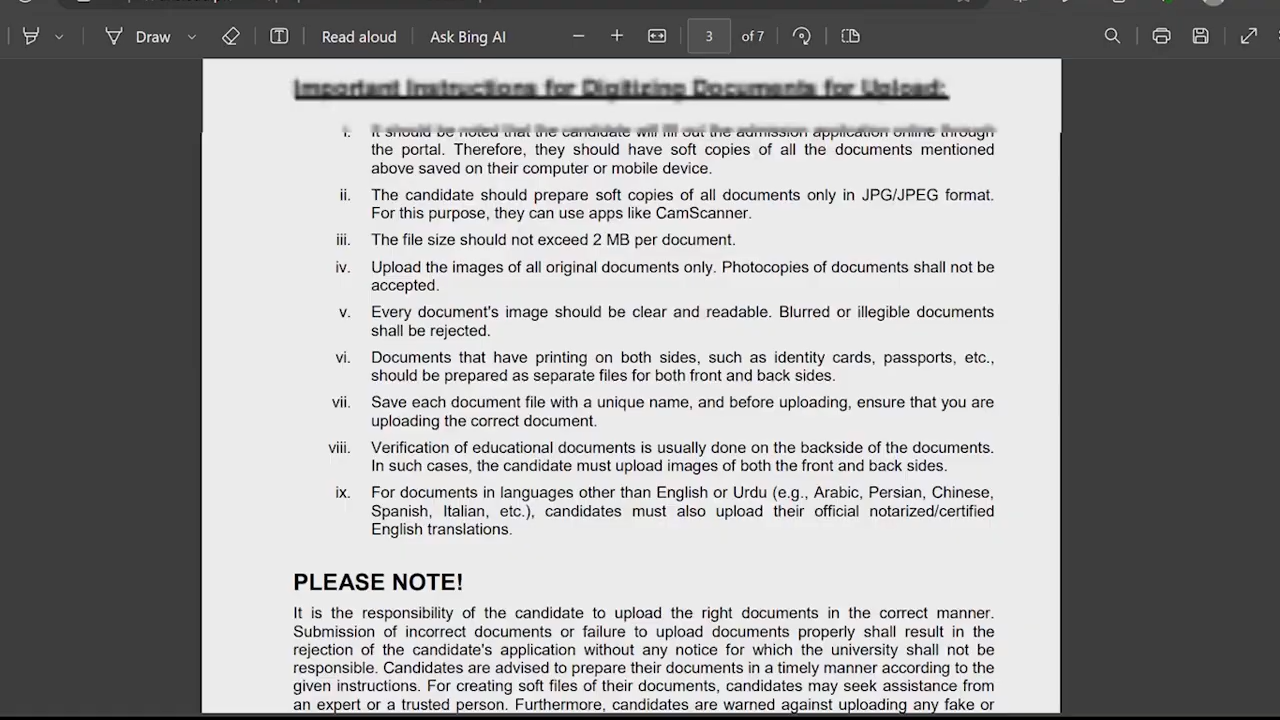 Draw
Read aloud
Ask Bing AI
3
of 7
Important Instructions for Digitizing Documents for Upload:
i. It should be noted that the candidate will fill out the admission application online through
the portal. Therefore, they should have soft copies of all the documents mentioned
above saved on their computer or mobile device.
ii. The candidate should prepare soft copies of all documents only in JPG/JPEG format.
For this purpose, they can use apps like CamScanner.
iii. The file size should not exceed 2 MB per document.
iv. Upload the images of all original documents only. Photocopies of documents shall not be
accepted.
v. Every document's image should be clear and readable. Blurred or illegible documents
shall be rejected.
vi. Documents that have printing on both sides, such as identity cards, passports, etc.,
should be prepared as separate files for both front and back sides.
vii. Save each document file with a unique name, and before uploading, ensure that you are
uploading the correct document.
viii. Verification of educational documents is usually done on the backside of the documents.
In such cases, the candidate must upload images of both the front and back sides.
ix. For documents in languages other than English or Urdu (e.g., Arabic, Persian, Chinese,
Spanish, Italian, etc.), candidates must also upload their official notarized/certified
English translations.
PLEASE NOTE!
It is the responsibility of the candidate to upload the right documents in the correct manner.
Submission of incorrect documents or failure to upload documents properly shall result in the
rejection of the candidate's application without any notice for which the university shall not be
responsible. Candidates are advised to prepare their documents in a timely manner according to the
given instructions. For creating soft files of their documents, candidates may seek assistance from
an expert or a trusted person. Furthermore, candidates are warned against uploading any fake or